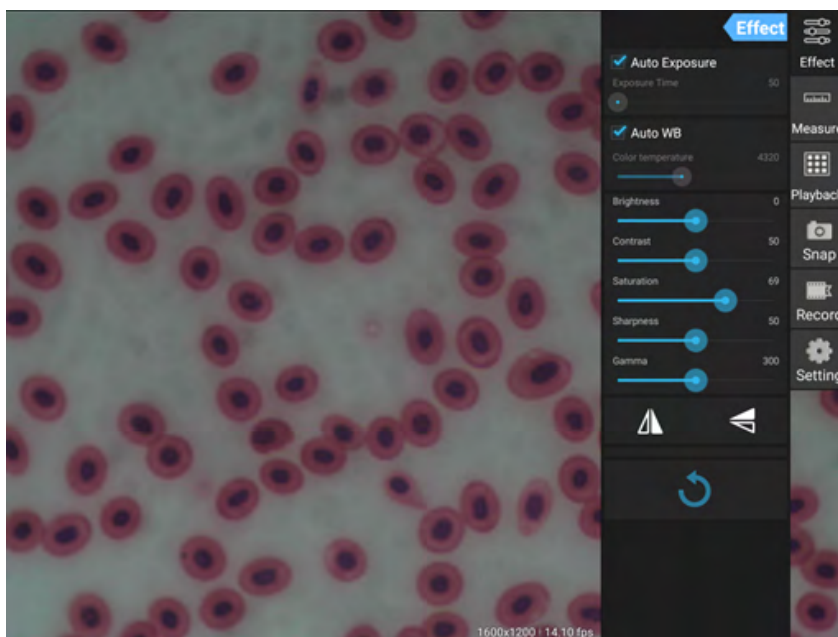 Effect
Auto Exposure
Exposure Time 50
Auto WB
Color temperature 4320
Brightness 0
Contrast 50
Saturation 69
Sharpness 50
Gamma 300
Effect
Measure
Playback
Snap
Record
Setting
1600x1200 : 14.10 fps